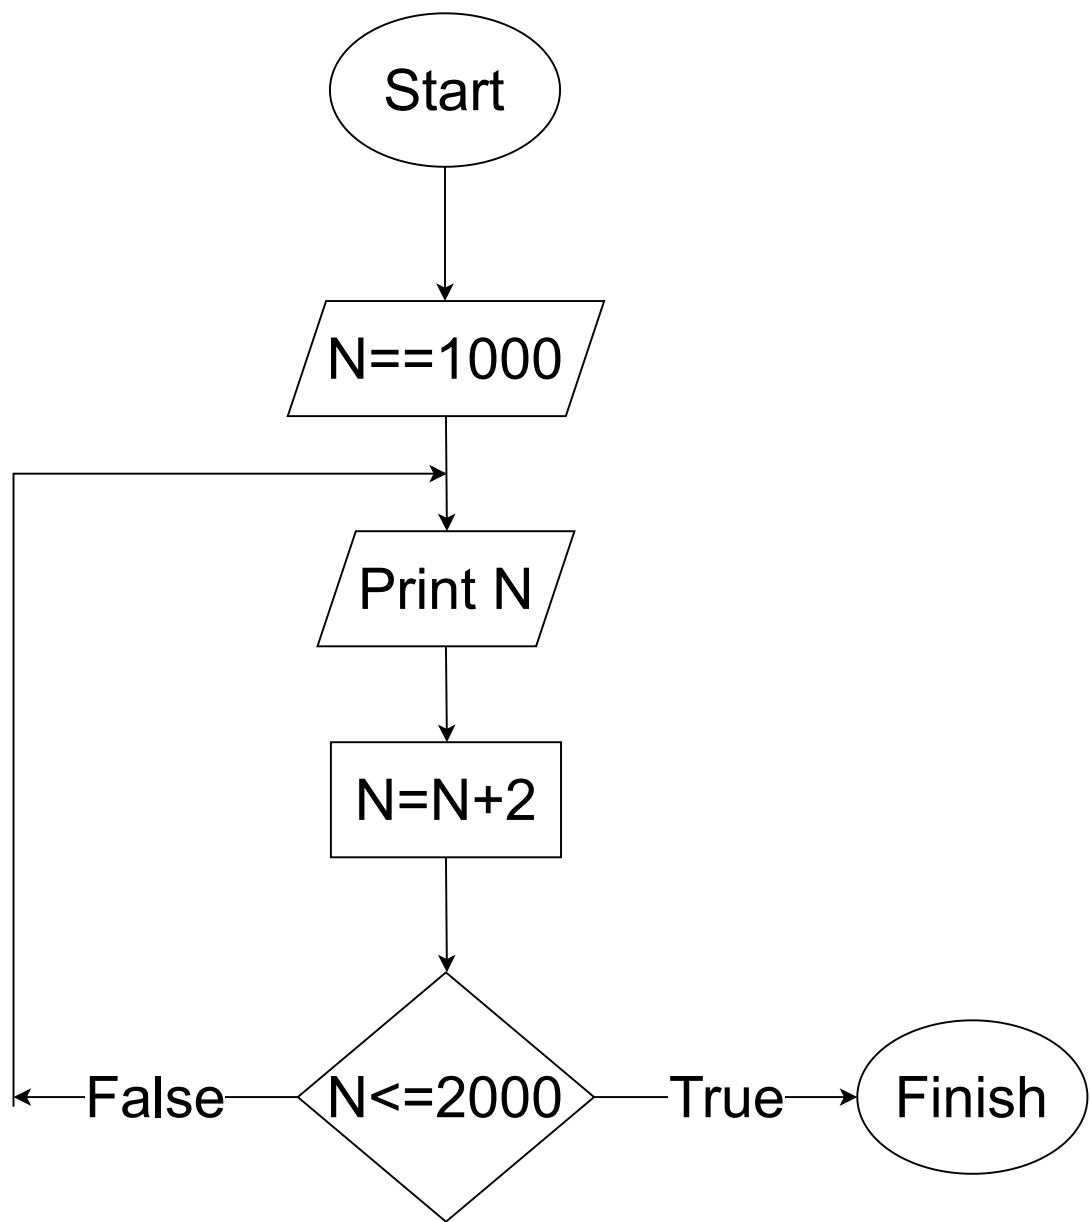 Start
N==1000
Print N
N=N+2
N<=2000
False
True
Finish